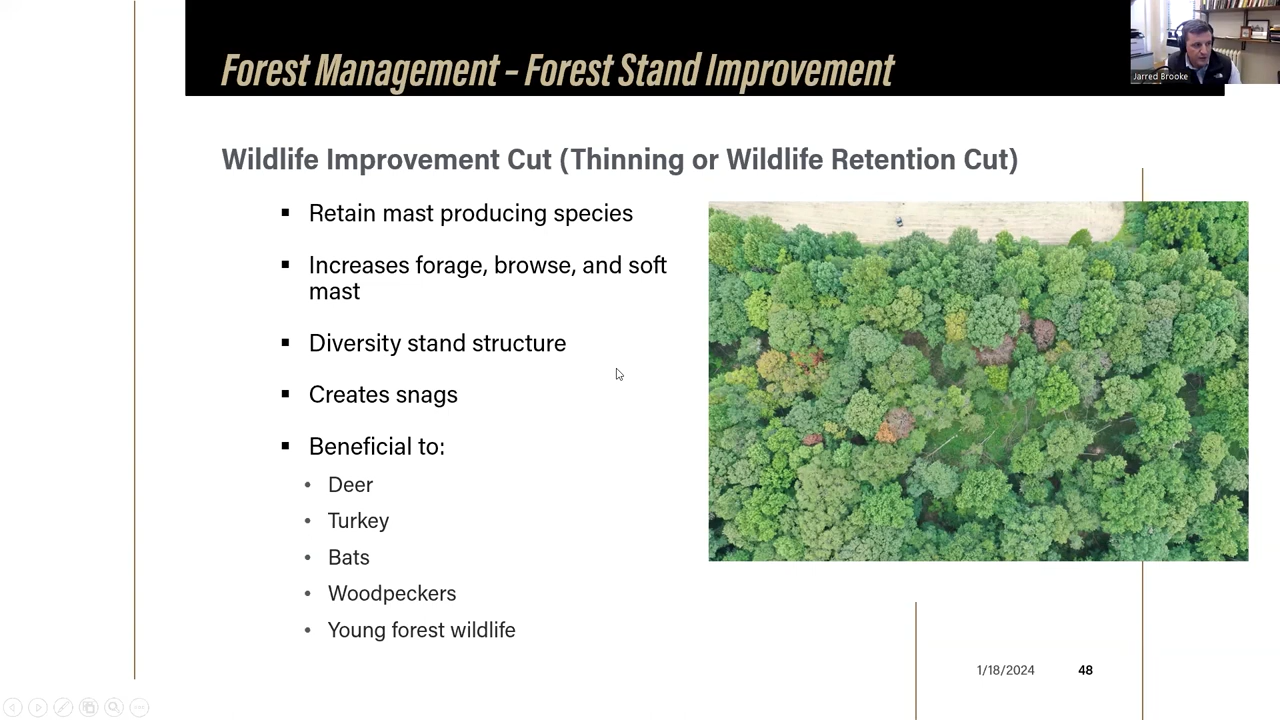 Forest Management – Forest Stand Improvement
Jarred Brooke
Wildlife Improvement Cut (Thinning or Wildlife Retention Cut)
▪ Retain mast producing species
▪ Increases forage, browse, and soft
mast
▪ Diversity stand structure
▪ Creates snags
▪ Beneficial to:
• Deer
• Turkey
• Bats
• Woodpeckers
• Young forest wildlife
1/18/2024 48